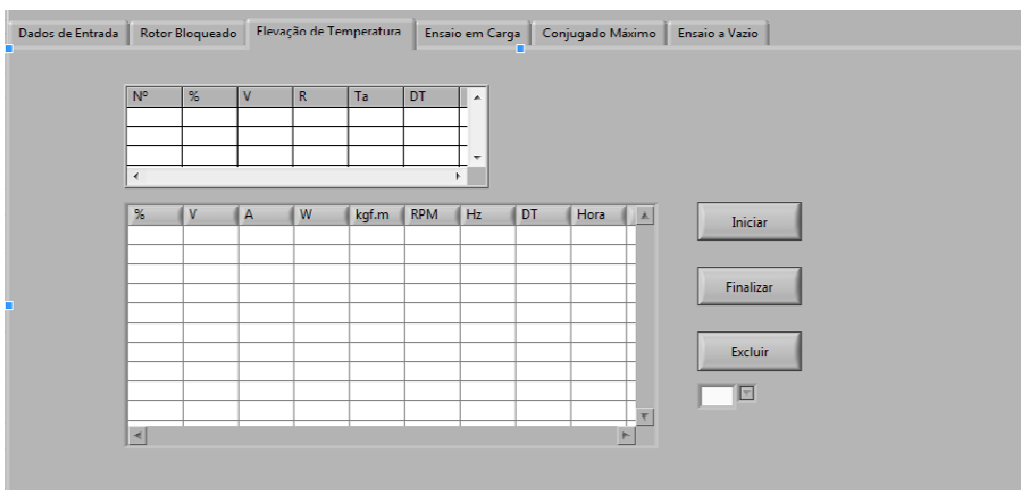 Dados de Entrada Rotor Bloqueado Elevação de Temperatura Ensaio em Carga Conjugado Máximo Ensaio a Vazio
Nº % V R Ta DT
% V A W kgf.m RPM Hz DT Hora
Iniciar
Finalizar
Excluir